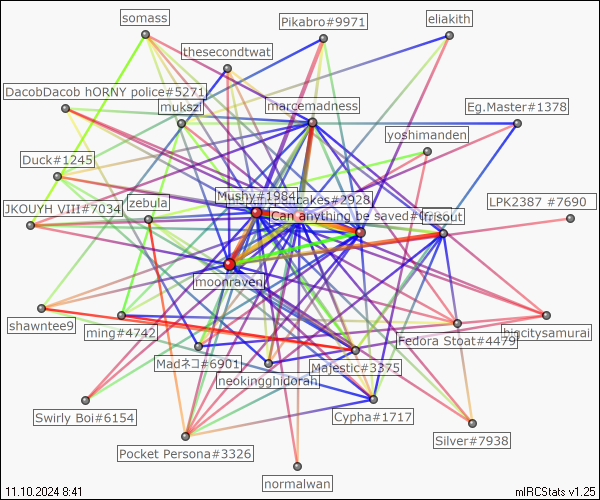 somass
Pikabro#9971
eliakith
thesecondtwat
DacobDacob hORNY police#5271
mukszi
marcemadness
Eg.Master#1378
yoshimanden
Duck#1245
zebula
Mushy#1984
cakes#2928
LPK2387 #7690
JKOUYH VIII#7034
Can anything be saved#
frisout
moonraven
shawntee9
ming#4742
bigcitysamurai
Fedora Stoat#4479
Madネコ#6901
Majestic#3375
neokingghidorah
Swirly Boi#6154
Cypha#1717
Silver#7938
Pocket Persona#3326
normalwan
11.10.2024 8:41
mIRCStats v1.25